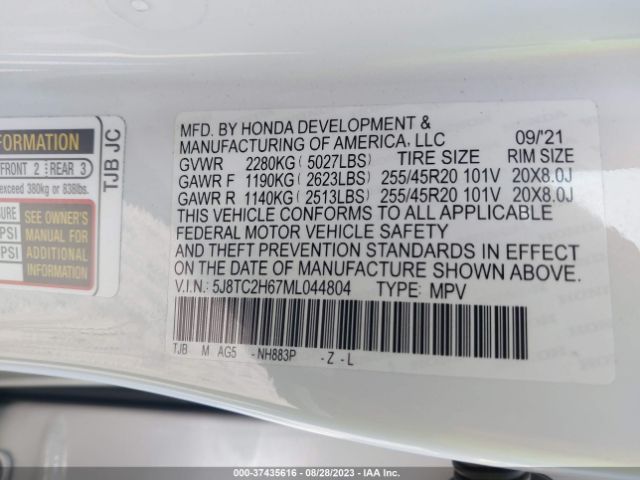 FORMATION
FRONT 2 REAR 3
exceed 380kg or 838lbs.
SURE
PSI
PSI
SEE OWNER'S
MANUAL FOR
ADDITIONAL
INFORMATION
TJB JC
MFD. BY HONDA DEVELOPMENT &
MANUFACTURING OF AMERICA, LLC 09/'21
GVWR 2280KG(5027LBS) TIRE SIZE RIM SIZE
GAWR F 1190KG(2623LBS) 255/45R20 101V 20X8.0J
GAWR R 1140KG(2513LBS) 255/45R20 101V 20X8.0J
THIS VEHICLE CONFORMS TO ALL APPLICABLE
FEDERAL MOTOR VEHICLE SAFETY
AND THEFT PREVENTION STANDARDS IN EFFECT
ON THE DATE OF MANUFACTURE SHOWN ABOVE.
V.I.N.: 5J8TC2H67ML044804 TYPE: MPV
TJB M AG5 -NH883P -Z-L
000-37435616 - 08/28/2023 - IAA Inc.